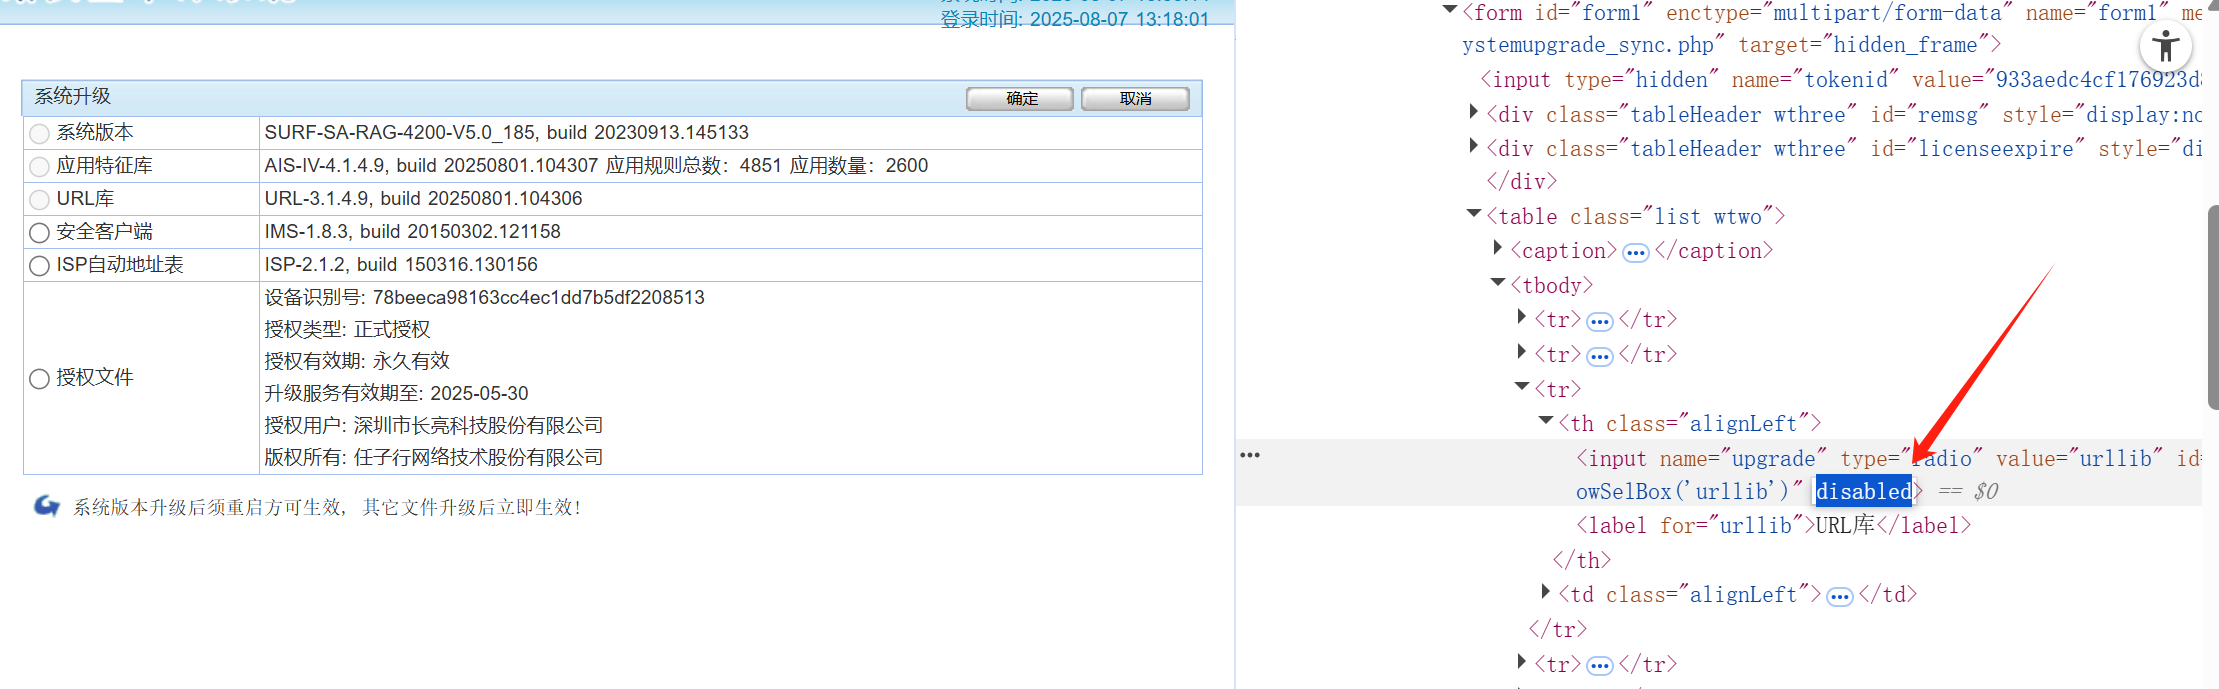 登录时间: 2025-08-07 13:18:01
系统升级 确定 取消
系统版本 SURF-SA-RAG-4200-V5.0_185, build 20230913.145133
应用特征库 AIS-IV-4.1.4.9, build 20250801.104307 应用规则总数：4851 应用数量：2600
URL库 URL-3.1.4.9, build 20250801.104306
安全客户端 IMS-1.8.3, build 20150302.121158
ISP自动地址表 ISP-2.1.2, build 150316.130156
授权文件
设备识别号: 78beeca98163cc4ec1dd7b5df2208513
授权类型: 正式授权
授权有效期: 永久有效
升级服务有效期至: 2025-05-30
授权用户: 深圳市长亮科技股份有限公司
版权所有: 任子行网络技术股份有限公司
系统版本升级后须重启方可生效，其它文件升级后立即生效！
<form id="form1" enctype="multipart/form-data" name="form1" me
ystemupgrade_sync.php" target="hidden_frame">
<input type="hidden" name="tokenid" value="933aedc4cf176923d
<div class="tableHeader wthree" id="remsg" style="display:no
<div class="tableHeader wthree" id="licenseexpire" style="di
</div>
<table class="list wtwo">
<caption>…</caption>
<tbody>
<tr>…</tr>
<tr>…</tr>
<tr>
<th class="alignLeft">
<input name="upgrade" type="radio" value="urllib" id=
owSelBox('urllib')" disabled> == $0
<label for="urllib">URL库</label>
</th>
<td class="alignLeft">…</td>
</tr>
<tr>…</tr>